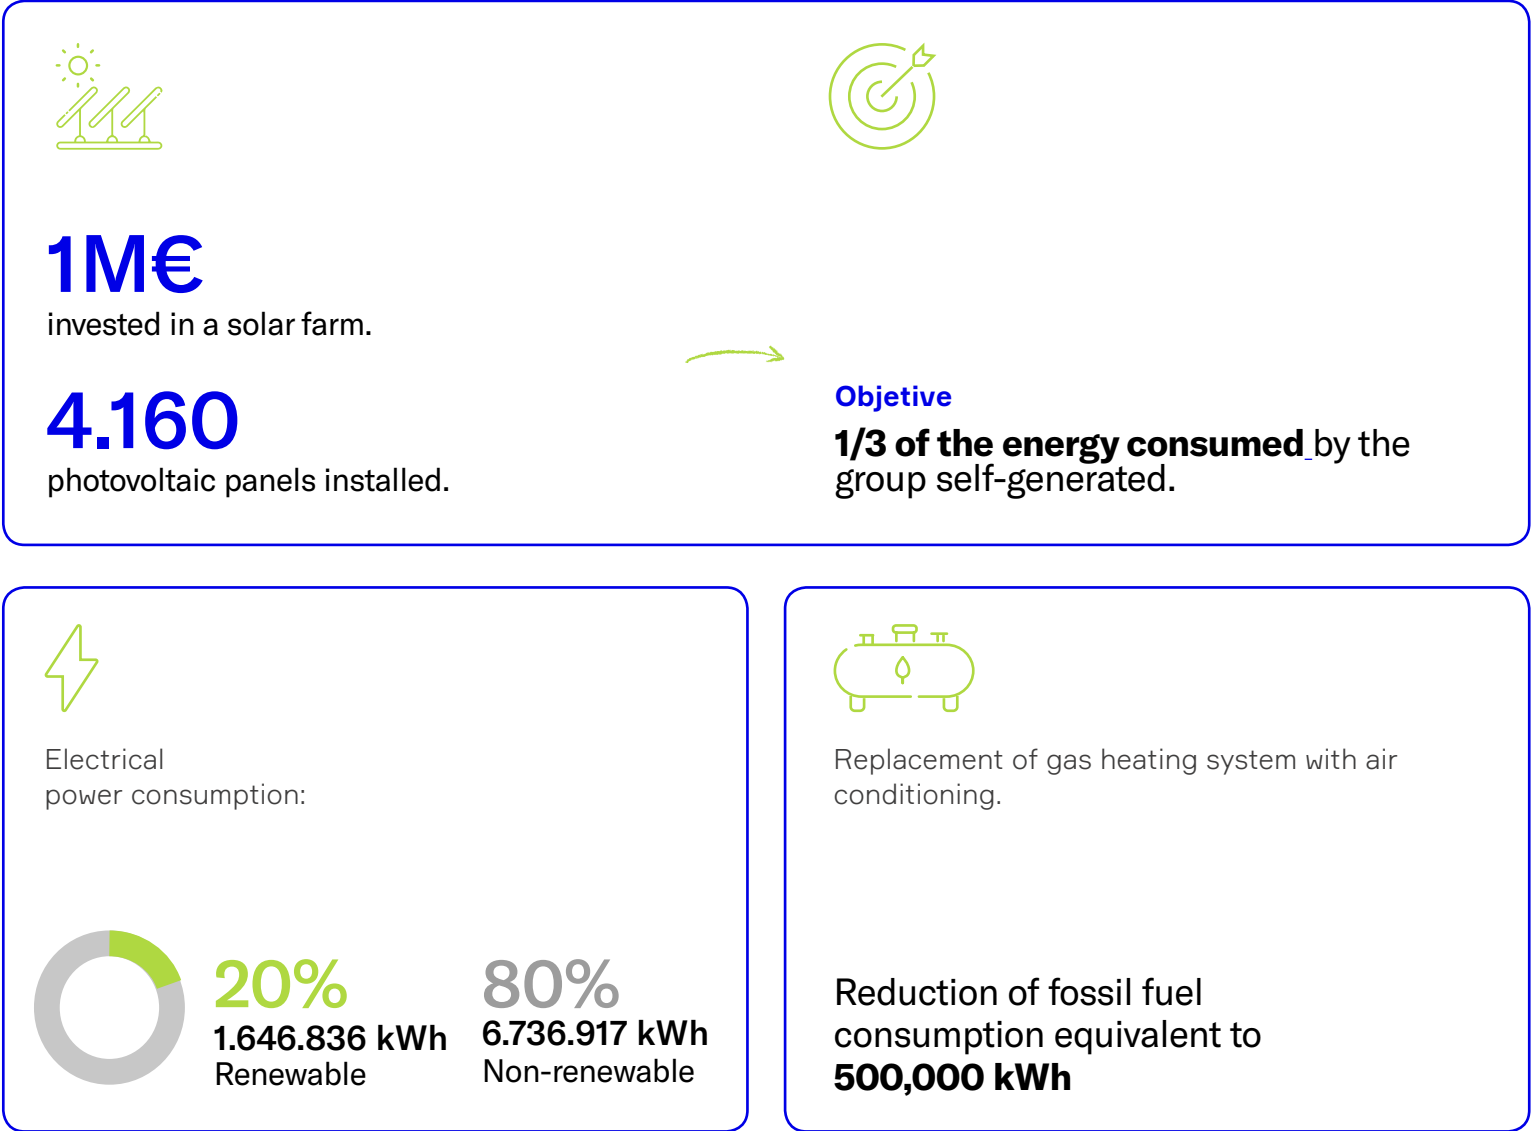 1M€
invested in a solar farm.
4.160
photovoltaic panels installed.
Objetive
1/3 of the energy consumed by the
group self-generated.
Electrical
power consumption:
20%
1.646.836 kWh
Renewable
80%
6.736.917 kWh
Non-renewable
Replacement of gas heating system with air
conditioning.
Reduction of fossil fuel
consumption equivalent to
500,000 kWh